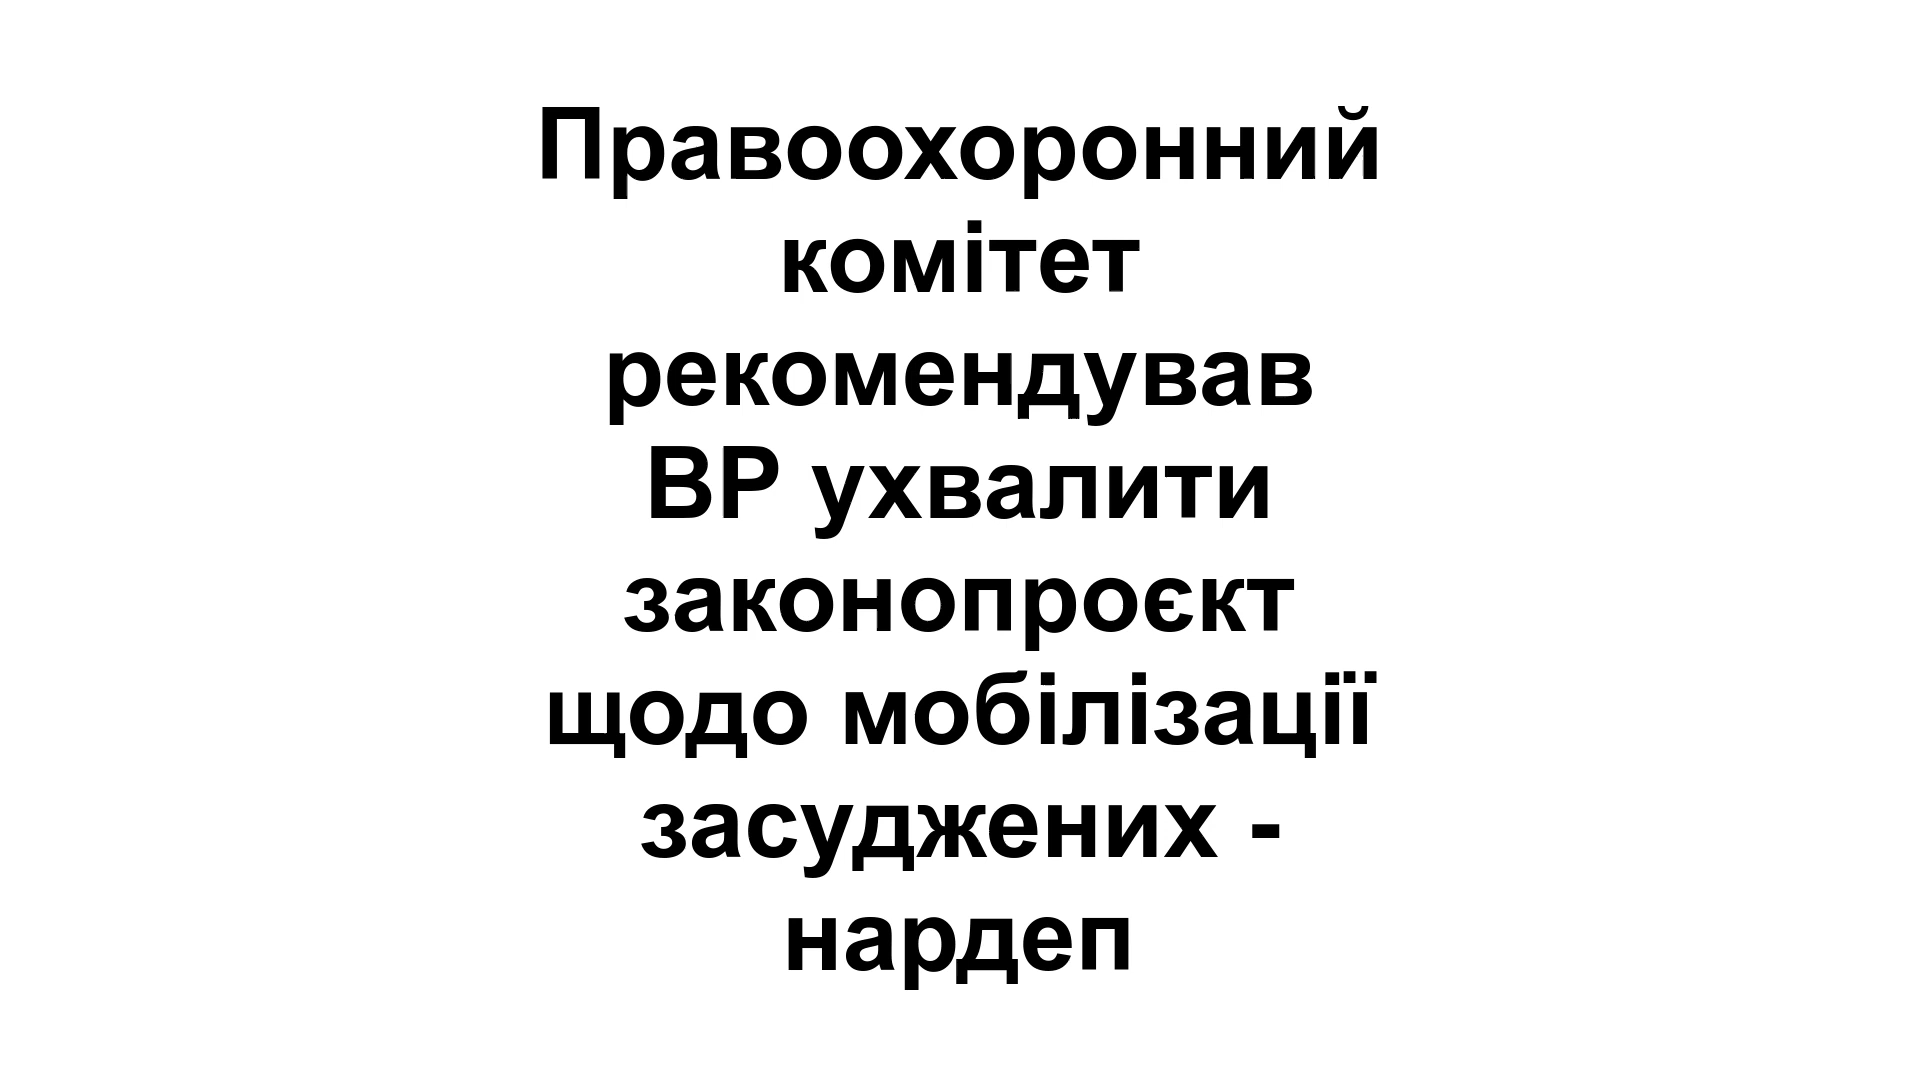 Правоохоронний
комітет
рекомендував
ВР ухвалити
законопроєкт
щодо мобілізації
засуджених -
нардеп